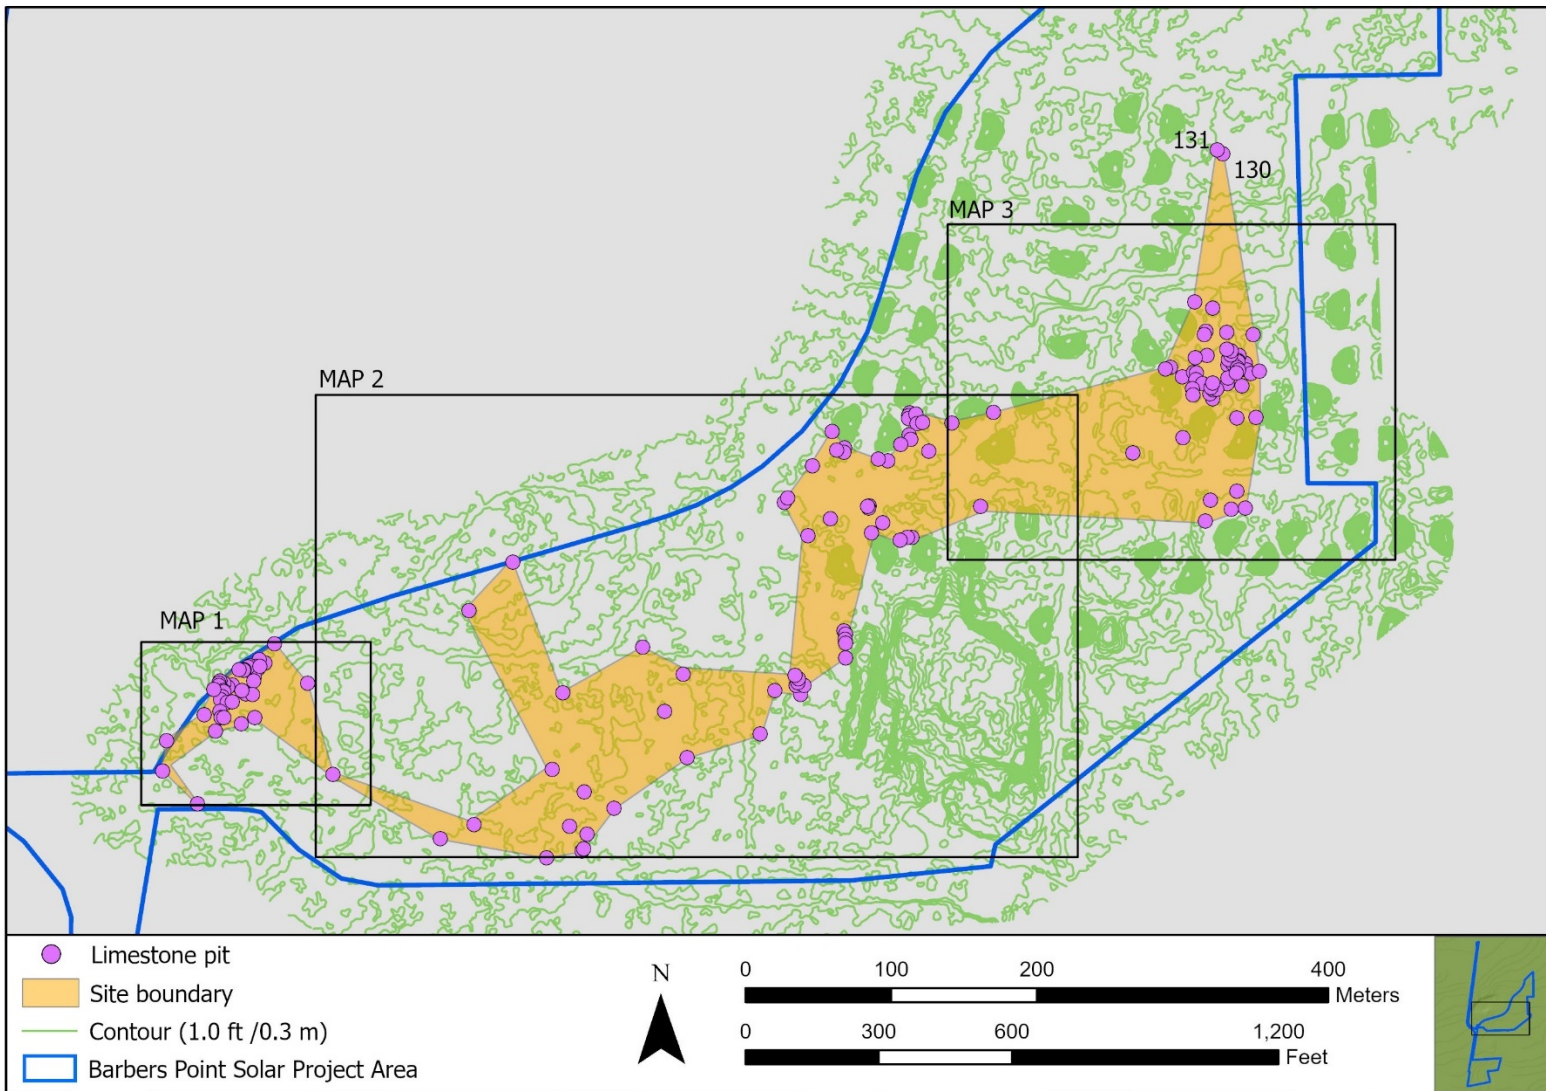 131
130
MAP 3
MAP 2
MAP 1
Limestone pit
Site boundary
Contour (1.0 ft /0.3 m)
Barbers Point Solar Project Area
N
0 100 200 400
Meters
0 300 600 1,200
Feet